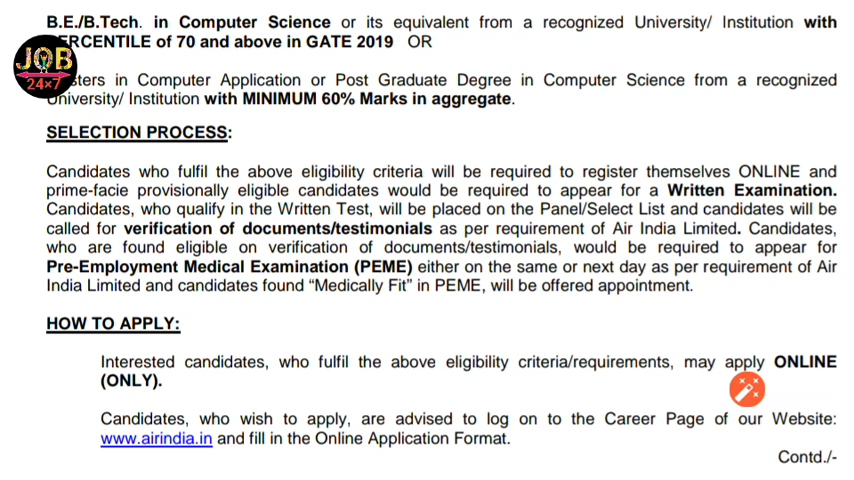 B.E./B.Tech. in Computer Science or its equivalent from a recognized University/ Institution with
PERCENTILE of 70 and above in GATE 2019 OR
JOB
24×7
Masters in Computer Application or Post Graduate Degree in Computer Science from a recognized
University/ Institution with MINIMUM 60% Marks in aggregate.
SELECTION PROCESS:
Candidates who fulfil the above eligibility criteria will be required to register themselves ONLINE and
prime-facie provisionally eligible candidates would be required to appear for a Written Examination.
Candidates, who qualify in the Written Test, will be placed on the Panel/Select List and candidates will be
called for verification of documents/testimonials as per requirement of Air India Limited. Candidates,
who are found eligible on verification of documents/testimonials, would be required to appear for
Pre-Employment Medical Examination (PEME) either on the same or next day as per requirement of Air
India Limited and candidates found “Medically Fit” in PEME, will be offered appointment.
HOW TO APPLY:
Interested candidates, who fulfil the above eligibility criteria/requirements, may apply ONLINE
(ONLY).
Candidates, who wish to apply, are advised to log on to the Career Page of our Website:
www.airindia.in and fill in the Online Application Format.
Contd./-